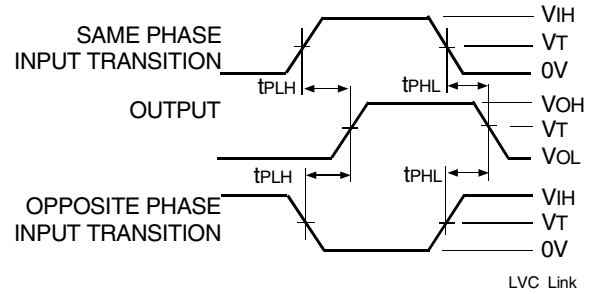 SAME PHASE
INPUT TRANSITION
VIH
VT
0V
tPLH
tPHL
OUTPUT
VOH
VT
VOL
tPLH
tPHL
OPPOSITE PHASE
INPUT TRANSITION
VIH
VT
0V
LVC Link